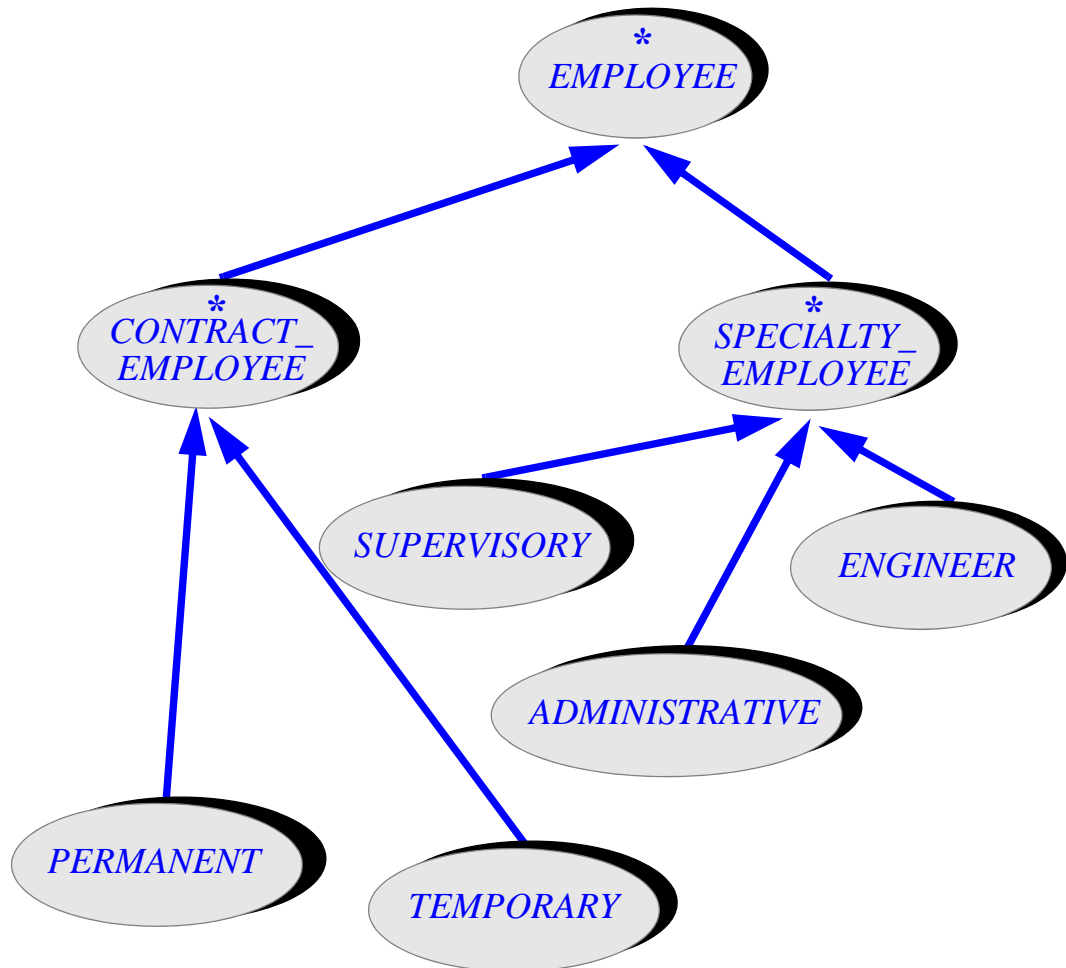 *
EMPLOYEE
*
CONTRACT_
EMPLOYEE
*
SPECIALTY_
EMPLOYEE
SUPERVISORY
ENGINEER
ADMINISTRATIVE
PERMANENT
TEMPORARY